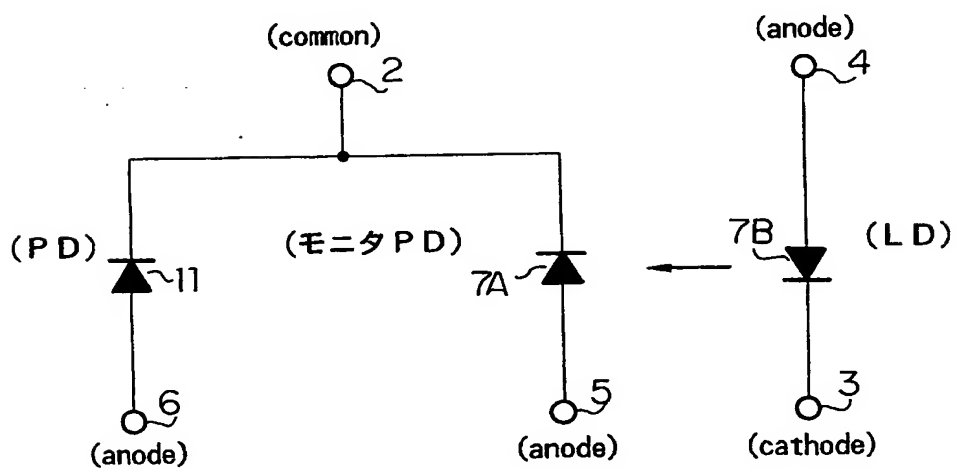 (common)
2
(anode)
4
(PD)
11
(モニタPD)
7A
7B
(LD)
6
(anode)
5
(anode)
3
(cathode)